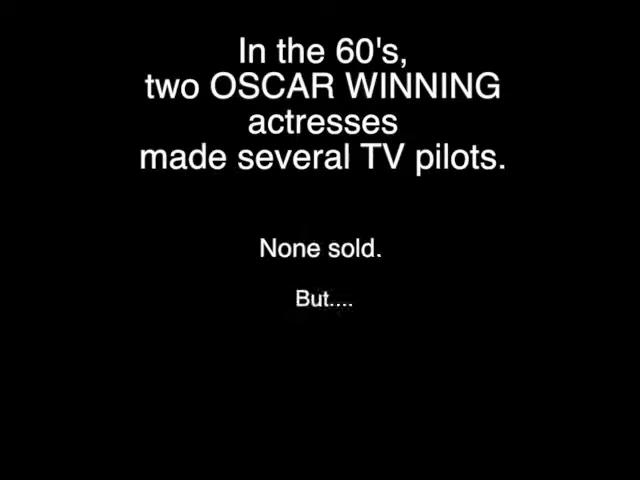 In the 60's,
two OSCAR WINNING
actresses
made several TV pilots.
None sold.
But....